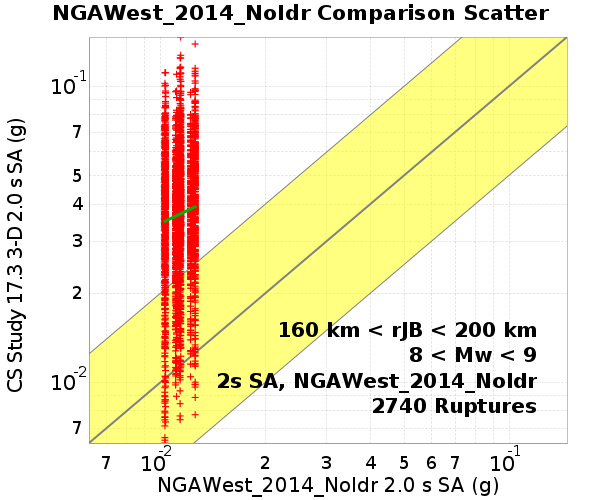 NGAWest_2014_NoIdr Comparison Scatter
CS Study 17.3 3-D 2.0 s SA (g)
10-1
7
5
4
3
2
10-2
7
160 km < rJB < 200 km
8 < Mw < 9
2s SA, NGAWest_2014_NoIdr
2740 Ruptures
7 10-2 2 3 4 5 6 7 10-1
NGAWest_2014_NoIdr 2.0 s SA (g)